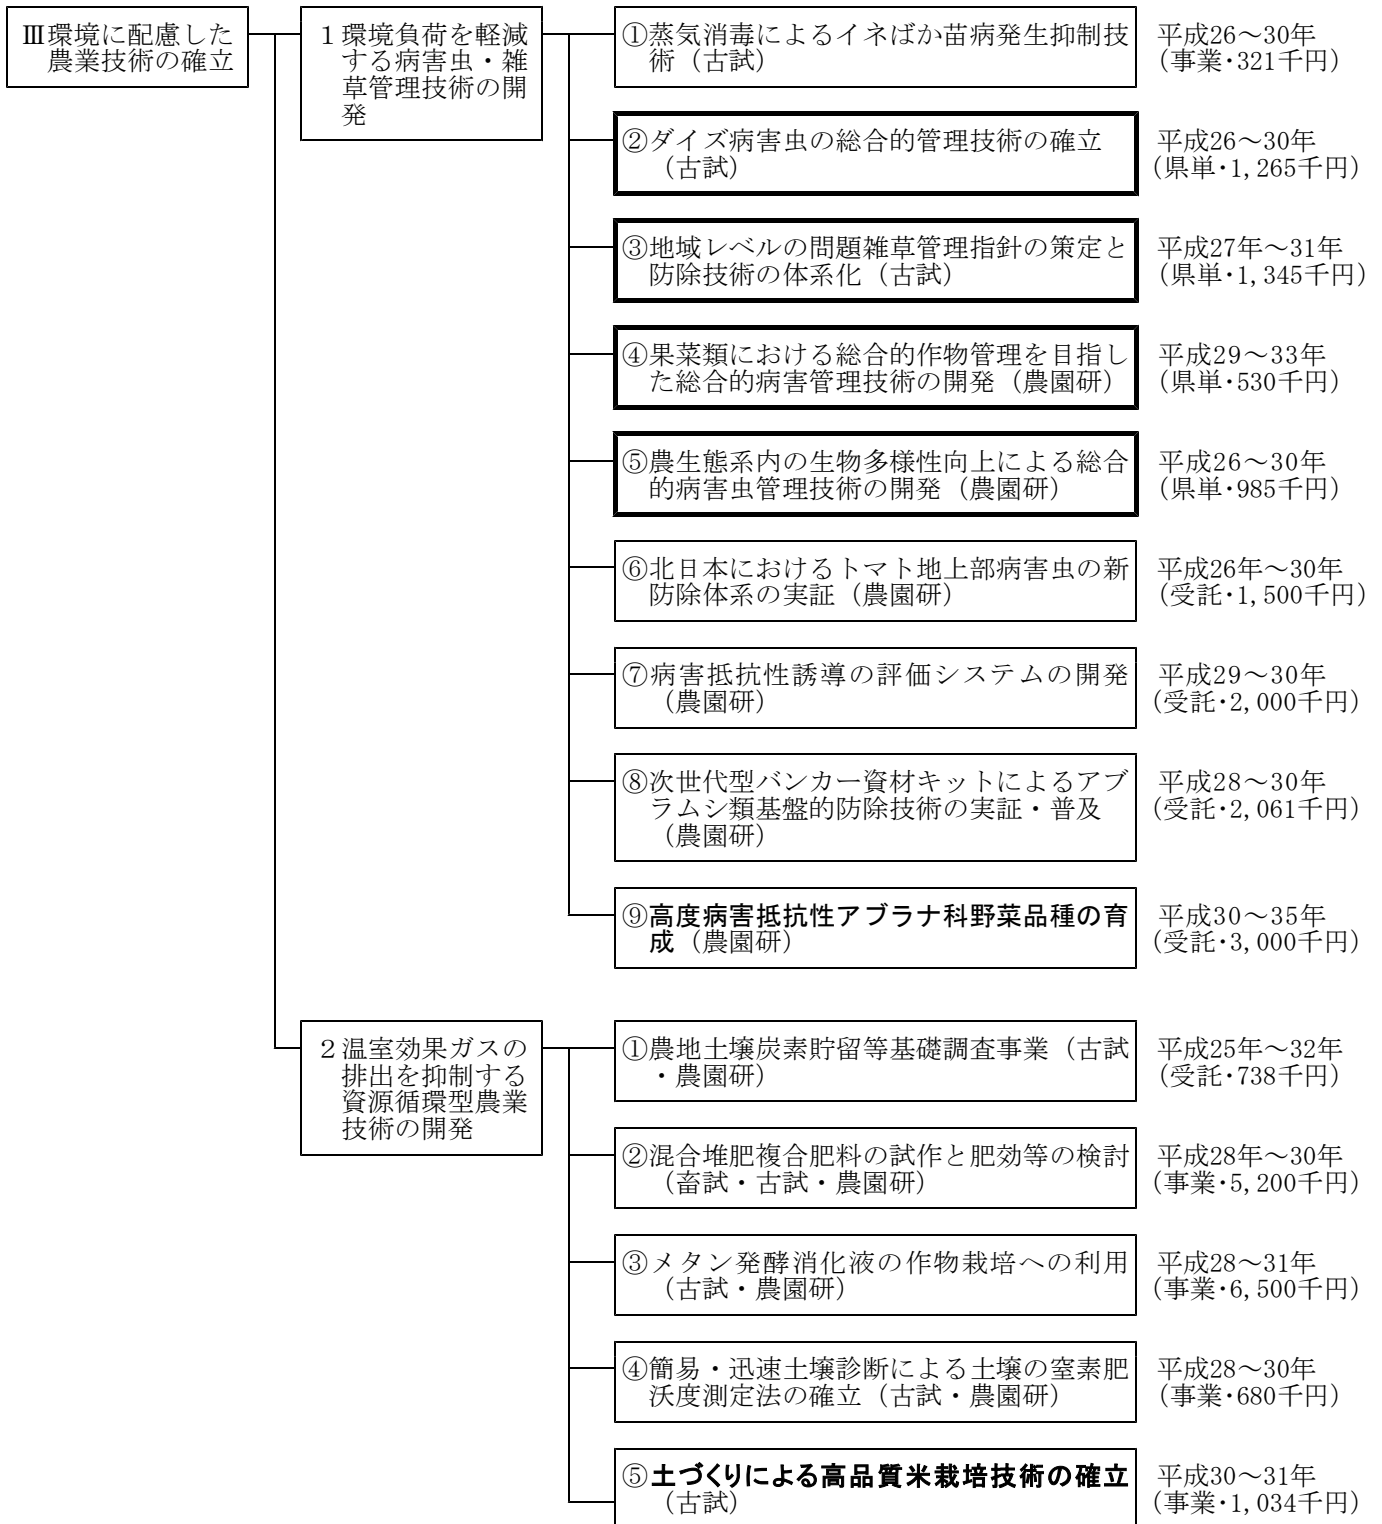 Ⅲ環境に配慮した
農業技術の確立
１環境負荷を軽減
する病害虫・雑
草管理技術の開
発
①蒸気消毒によるイネばか苗病発生抑制技
術（古試）
平成26～30年
（事業・321千円）
②ダイズ病害虫の総合的管理技術の確立
（古試）
平成26～30年
（県単・1,265千円）
③地域レベルの問題雑草管理指針の策定と
防除技術の体系化（古試）
平成27年～31年
（県単・1,345千円）
④果菜類における総合的作物管理を目指し
た総合的病害管理技術の開発（農園研）
平成29～33年
（県単・530千円）
⑤農生態系内の生物多様性向上による総合
的病害虫管理技術の開発（農園研）
平成26～30年
（県単・985千円）
⑥北日本におけるトマト地上部病害虫の新
防除体系の実証（農園研）
平成26年～30年
（受託・1,500千円）
⑦病害抵抗性誘導の評価システムの開発
（農園研）
平成29～30年
（受託・2,000千円）
⑧次世代型バンカー資材キットによるアブ
ラムシ類基盤的防除技術の実証・普及
（農園研）
平成28～30年
（受託・2,061千円）
⑨高度病害抵抗性アブラナ科野菜品種の育
成（農園研）
平成30～35年
（受託・3,000千円）
２温室効果ガスの
排出を抑制する
資源循環型農業
技術の開発
①農地土壌炭素貯留等基礎調査事業（古試
・農園研）
平成25年～32年
（受託・738千円）
②混合堆肥複合肥料の試作と肥効等の検討
（畜試・古試・農園研）
平成28年～30年
（事業・5,200千円）
③メタン発酵消化液の作物栽培への利用
（古試・農園研）
平成28～31年
（事業・6,500千円）
④簡易・迅速土壌診断による土壌の窒素肥
沃度測定法の確立（古試・農園研）
平成28～30年
（事業・680千円）
⑤土づくりによる高品質米栽培技術の確立
（古試）
平成30～31年
（事業・1,034千円）